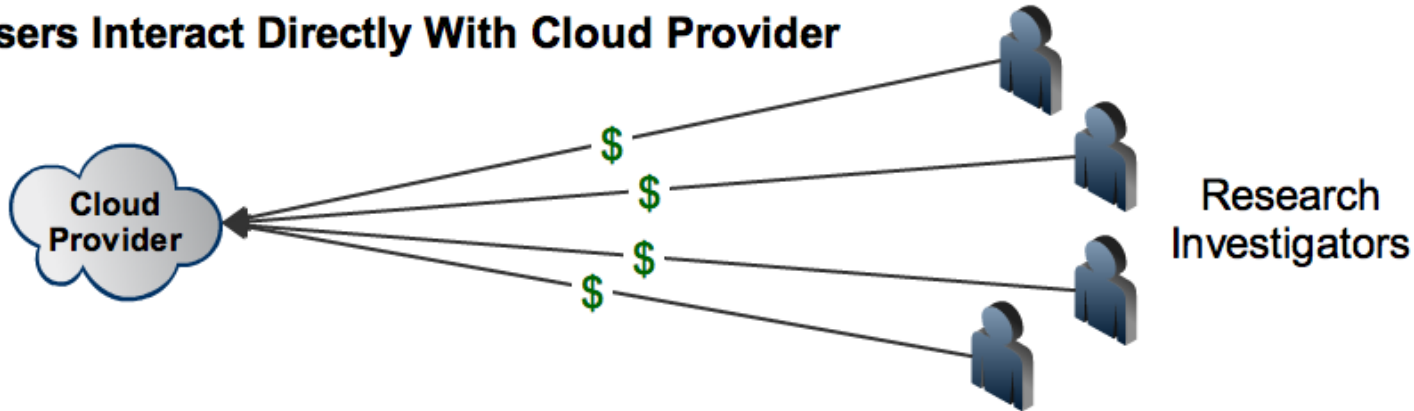 sers Interact Directly With Cloud Provider
$
$
Cloud
Provider
$
$
Research
Investigators